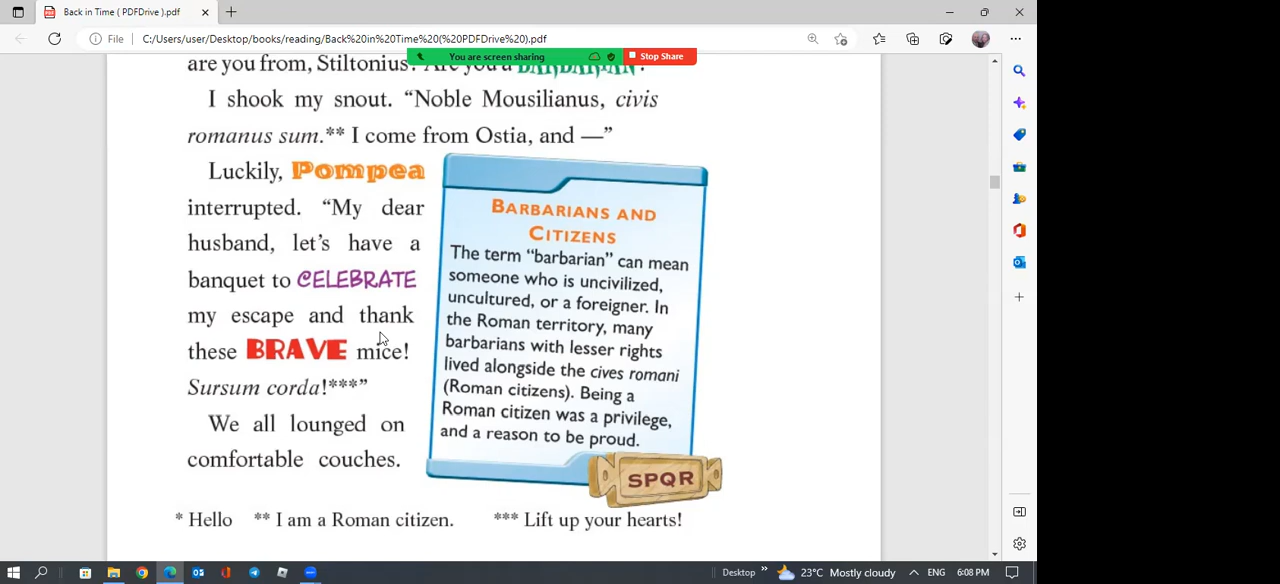 Back in Time ( PDFDrive ).pdf
File C:/Users/user/Desktop/books/reading/Back%20in%20Time%20(%20PDFDrive%20).pdf
You are screen sharing Stop Share
are you from, Stiltonius? Are you a BARBARIAN?
I shook my snout. “Noble Mousilianus, civis
romanus sum.** I come from Ostia, and —”
Luckily, Pompea
interrupted. “My dear
husband, let’s have a
banquet to CELEBRATE
my escape and thank
these BRAVE mice!
Sursum corda!***”
We all lounged on
comfortable couches.
BARBARIANS AND
CITIZENS
The term “barbarian” can mean
someone who is uncivilized,
uncultured, or a foreigner. In
the Roman territory, many
barbarians with lesser rights
lived alongside the cives romani
(Roman citizens). Being a
Roman citizen was a privilege,
and a reason to be proud.
SPQR
* Hello ** I am a Roman citizen. *** Lift up your hearts!
Desktop 23°C Mostly cloudy ENG 6:08 PM